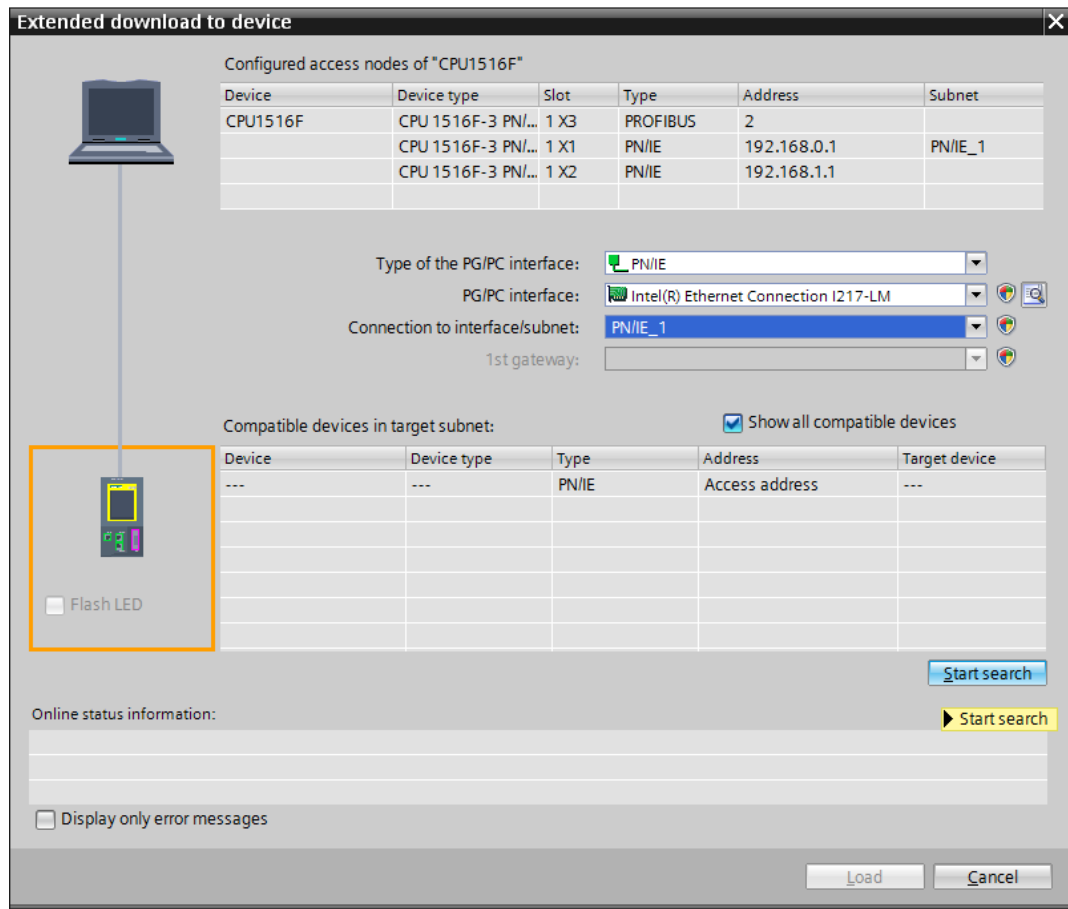 Extended download to device
Configured access nodes of "CPU1516F"
Device Device type Slot Type Address Subnet
CPU1516F CPU 1516F-3 PN/... 1 X3 PROFIBUS 2
CPU 1516F-3 PN/... 1 X1 PN/IE 192.168.0.1 PN/IE_1
CPU 1516F-3 PN/... 1 X2 PN/IE 192.168.1.1
Type of the PG/PC interface: PN/IE
PG/PC interface: Intel(R) Ethernet Connection I217-LM
Connection to interface/subnet: PN/IE_1
1st gateway:
Compatible devices in target subnet: Show all compatible devices
Device Device type Type Address Target device
--- --- PN/IE Access address ---
Flash LED
Start search
Online status information:
Start search
Display only error messages
Load Cancel